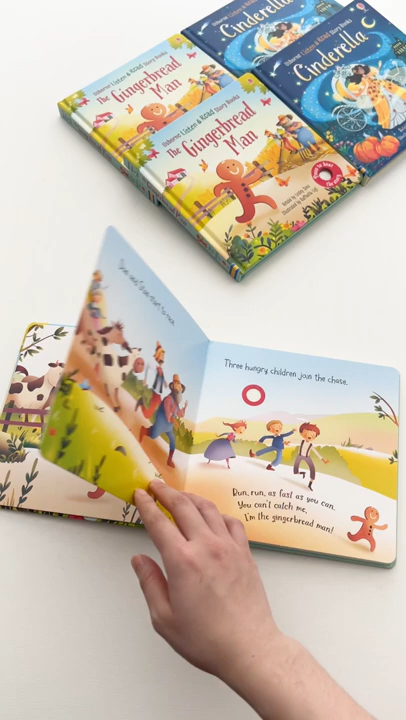 Usborne Listen & Read Story Books
Cinderella
Usborne Listen & Read Story Books
Cinderella
Usborne Listen & Read Story Books
The Gingerbread
Man
Usborne Listen & Read Story Books
The Gingerbread
Man
Three hungry children join the chase.
Run, run, as fast as you can.
You can't catch me,
I'm the gingerbread man!